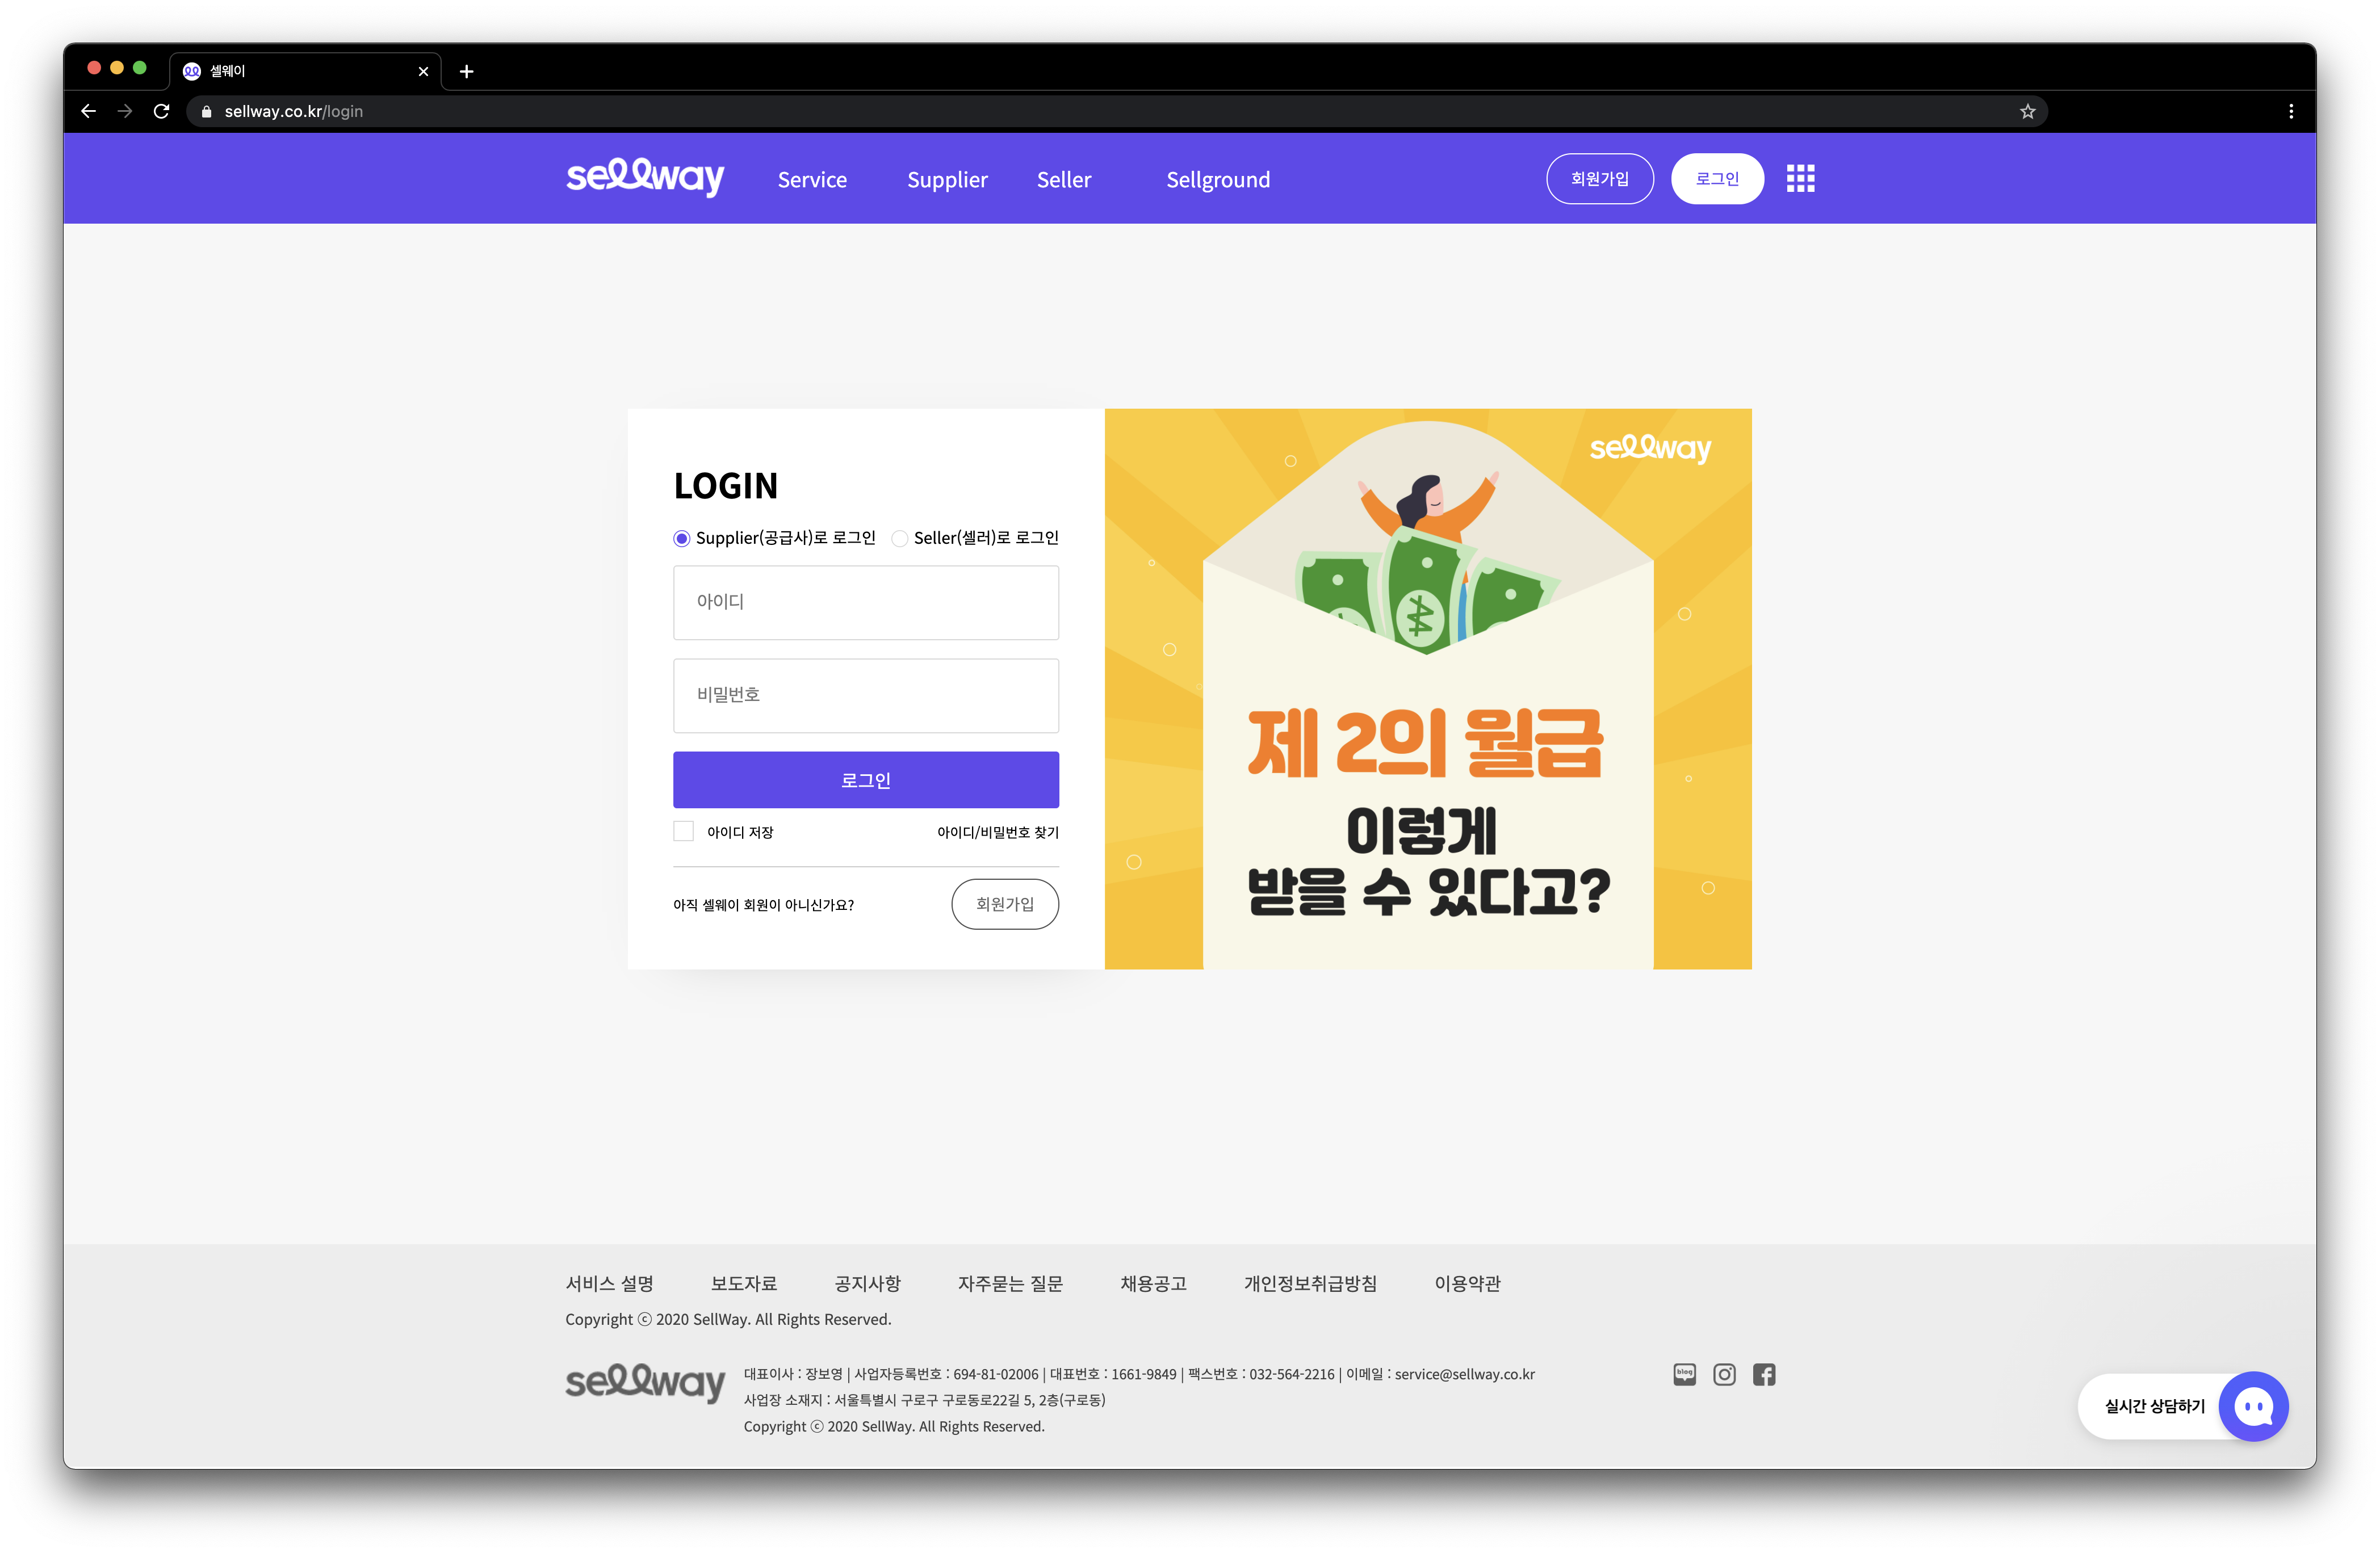 셀웨이
sellway.co.kr/login
sellway Service Supplier Seller Sellground 회원가입 로그인
sellway
LOGIN
Supplier(공급사)로 로그인 Seller(셀러)로 로그인
아이디
비밀번호
로그인
아이디 저장 아이디/비밀번호 찾기
아직 셀웨이 회원이 아니신가요? 회원가입
제 2의 월급
이렇게
받을 수 있다고?
서비스 설명 보도자료 공지사항 자주묻는 질문 채용공고 개인정보취급방침 이용약관
Copyright ⓒ 2020 SellWay. All Rights Reserved.
sellway
대표이사 : 장보영 | 사업자등록번호 : 694-81-02006 | 대표번호 : 1661-9849 | 팩스번호 : 032-564-2216 | 이메일 : service@sellway.co.kr
사업장 소재지 : 서울특별시 구로구 구로동로22길 5, 2층(구로동)
Copyright ⓒ 2020 SellWay. All Rights Reserved.
blog
실시간 상담하기